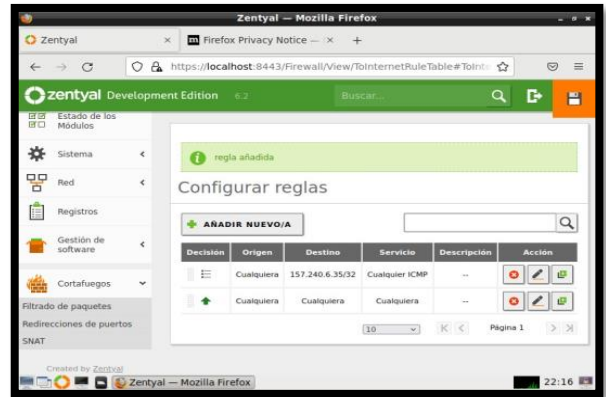 Zentyal — Mozilla Firefox
Zentyal × m Firefox Privacy Notice — × +
https://localhost:8443/Firewall/View/ToInternetRuleTable#ToInte
zentyal Development Edition 6.2 Buscar...
Estado de los
Módulos
Sistema
Red
Registros
Gestión de
software
Cortafuegos
Filtrado de paquetes
Redirecciones de puertos
SNAT
Created by Zentyal
regla añadida
Configurar reglas
AÑADIR NUEVO/A
Decisión Origen Destino Servicio Descripción Acción
Cualquiera 157.240.6.35/32 Cualquier ICMP --
Cualquiera Cualquiera Cualquiera --
10 Página 1
Zentyal — Mozilla Firefox 22:16